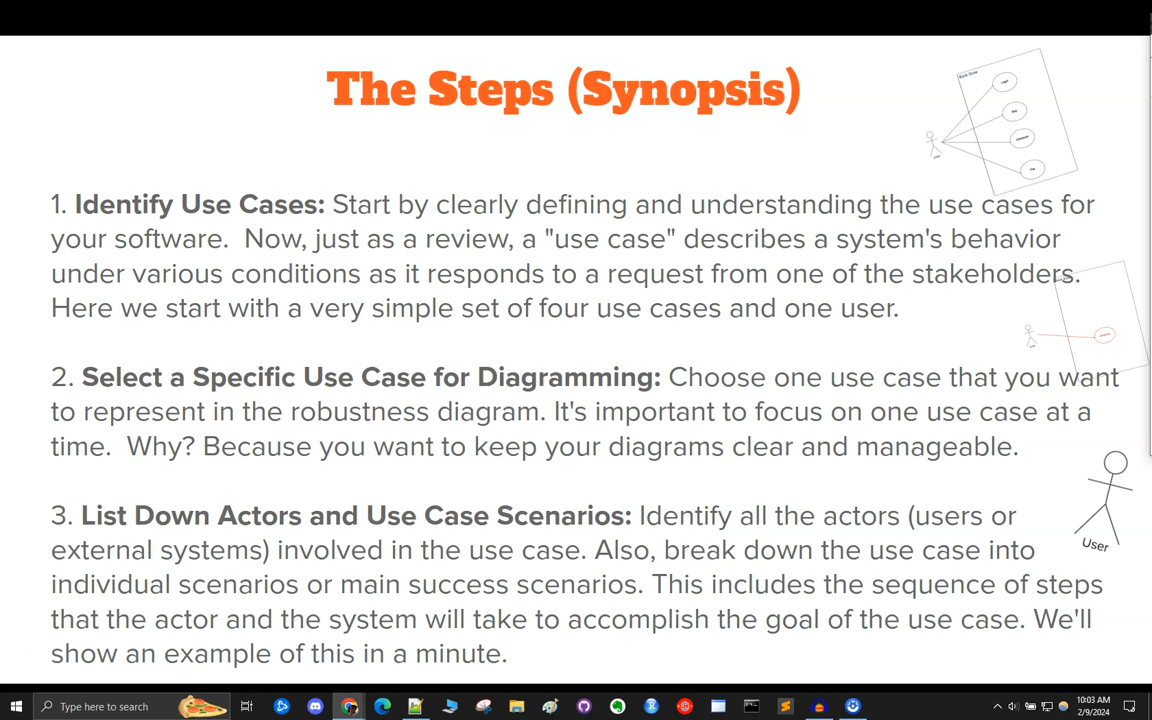 The Steps (Synopsis)
1. Identify Use Cases: Start by clearly defining and understanding the use cases for
your software.  Now, just as a review, a "use case" describes a system's behavior
under various conditions as it responds to a request from one of the stakeholders.
Here we start with a very simple set of four use cases and one user.
2. Select a Specific Use Case for Diagramming: Choose one use case that you want
to represent in the robustness diagram. It's important to focus on one use case at a
time.  Why? Because you want to keep your diagrams clear and manageable.
3. List Down Actors and Use Case Scenarios: Identify all the actors (users or
external systems) involved in the use case. Also, break down the use case into
individual scenarios or main success scenarios. This includes the sequence of steps
that the actor and the system will take to accomplish the goal of the use case. We'll
show an example of this in a minute.
User
Type here to search
10:03 AM
2/9/2024